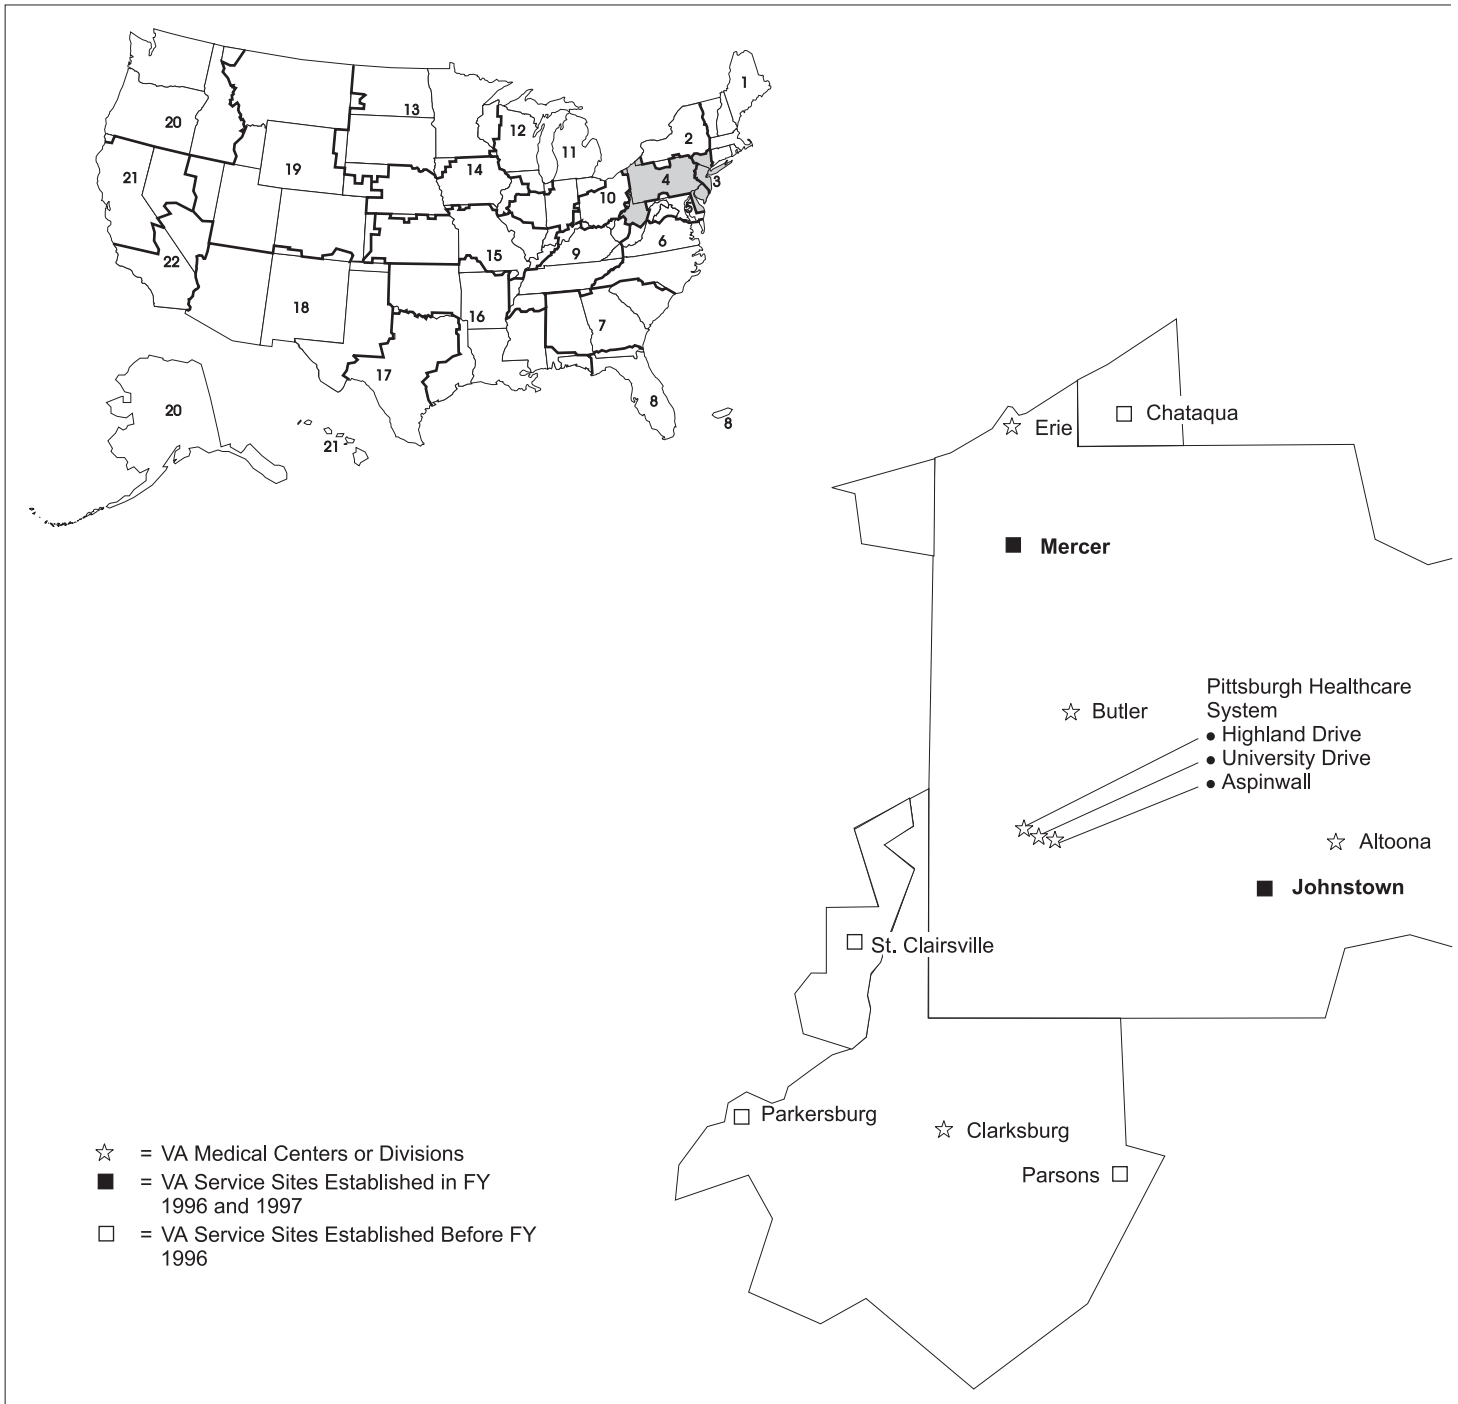 1
20
13
12
2
11
19
14
21
4
3
10
5
6
15
9
22
18
16
7
17
20
8
8
21
Chataqua
Erie
Mercer
Pittsburgh Healthcare
System
• Highland Drive
Butler
• University Drive
• Aspinwall
Altoona
Johnstown
St. Clairsville
Parkersburg
Clarksburg
Parsons
☆ = VA Medical Centers or Divisions
■ = VA Service Sites Established in FY
1996 and 1997
□ = VA Service Sites Established Before FY
1996